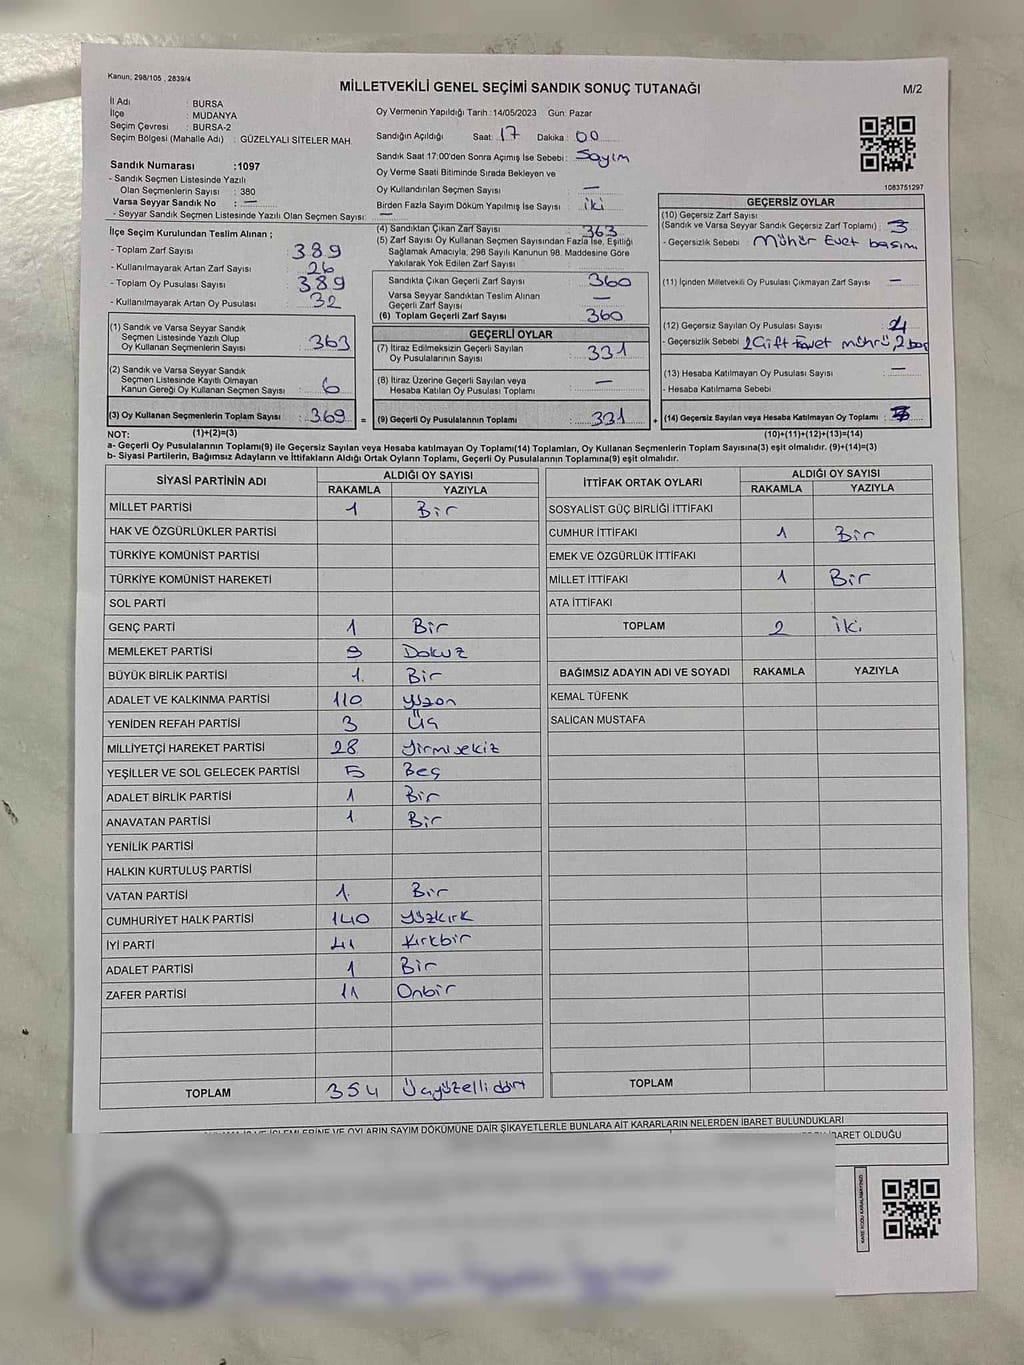 Kanun; 298/105 , 2839/4
MİLLETVEKİLİ GENEL SEÇİMİ SANDIK SONUÇ TUTANAĞI
M/2
İl Adı : BURSA
İlçe : MUDANYA
Seçim Çevresi : BURSA-2
Seçim Bölgesi (Mahalle Adı) : GÜZELYALI SİTELER MAH.
Sandık Numarası :1097
- Sandık Seçmen Listesinde Yazılı
Olan Seçmenlerin Sayısı : 380
Varsa Seyyar Sandık No : —
- Seyyar Sandık Seçmen Listesinde Yazılı Olan Seçmen Sayısı: —
Oy Vermenin Yapıldığı Tarih : 14/05/2023 Gün: Pazar
Sandığın Açıldığı Saat: 17 Dakika : 00
Sandık Saat 17:00'den Sonra Açımış İse Sebebi : Sayım
Oy Verme Saati Bitiminde Sırada Bekleyen ve
Oy Kullandırılan Seçmen Sayısı : —
Birden Fazla Sayım Döküm Yapılmış İse Sayısı : iki
1083751297
İlçe Seçim Kurulundan Teslim Alınan ;
- Toplam Zarf Sayısı : 389
- Kullanılmayarak Artan Zarf Sayısı : 26
- Toplam Oy Pusulası Sayısı : 389
- Kullanılmayarak Artan Oy Pusulası : 32
(1) Sandık ve Varsa Seyyar Sandık
Seçmen Listesinde Yazılı Olup
Oy Kullanan Seçmenlerin Sayısı : 363
(2) Sandık ve Varsa Seyyar Sandık
Seçmen Listesinde Kayıtlı Olmayan
Kanun Gereği Oy Kullanan Seçmen Sayısı : 6
(3) Oy Kullanan Seçmenlerin Toplam Sayısı : 369 =
(4) Sandıktan Çıkan Zarf Sayısı : 363
(5) Zarf Sayısı Oy Kullanan Seçmen Sayısından Fazla İse, Eşitliği
Sağlamak Amacıyla, 298 Sayılı Kanunun 98. Maddesine Göre
Yakılarak Yok Edilen Zarf Sayısı :
Sandıkta Çıkan Geçerli Zarf Sayısı : 360
Varsa Seyyar Sandıktan Teslim Alınan
Geçerli Zarf Sayısı : —
(6) Toplam Geçerli Zarf Sayısı : 360
GEÇERLİ OYLAR
(7) İtiraz Edilmeksizin Geçerli Sayılan
Oy Pusulalarının Sayısı : 331
(8) İtiraz Üzerine Geçerli Sayılan veya
Hesaba Katılan Oy Pusulası Toplamı : —
(9) Geçerli Oy Pusulalarının Toplamı : 331 +
GEÇERSİZ OYLAR
(10) Geçersiz Zarf Sayısı
(Sandık ve Varsa Seyyar Sandık Geçersiz Zarf Toplamı) : 3
- Geçersizlik Sebebi : Mühür Evet basımı
(11) İçinden Milletvekili Oy Pusulası Çıkmayan Zarf Sayısı : —
(12) Geçersiz Sayılan Oy Pusulası Sayısı :
- Geçersizlik Sebebi 2 Çift Evet mührü, 2 boş
(13) Hesaba Katılmayan Oy Pusulası Sayısı : —
- Hesaba Katılmama Sebebi
(14) Geçersiz Sayılan veya Hesaba Katılmayan Oy Toplamı :
NOT: (1)+(2)=(3)
(10)+(11)+(12)+(13)=(14)
a- Geçerli Oy Pusulalarının Toplamı(9) ile Geçersiz Sayılan veya Hesaba katılmayan Oy Toplamı(14) Toplamları, Oy Kullanan Seçmenlerin Toplam Sayısına(3) eşit olmalıdır. (9)+(14)=(3)
b- Siyasi Partilerin, Bağımsız Adayların ve İttifakların Aldığı Ortak Oyların Toplamı, Geçerli Oy Pusulalarının Toplamına(9) eşit olmalıdır.
SİYASİ PARTİNİN ADI ALDIĞI OY SAYISI
RAKAMLA YAZIYLA
MİLLET PARTİSİ 1 Bir
HAK VE ÖZGÜRLÜKLER PARTİSİ
TÜRKİYE KOMÜNİST PARTİSİ
TÜRKİYE KOMÜNİST HAREKETİ
SOL PARTİ
GENÇ PARTİ 1 Bir
MEMLEKET PARTİSİ 9 Dokuz
BÜYÜK BİRLİK PARTİSİ 1. Bir
ADALET VE KALKINMA PARTİSİ 110 yüzon
YENİDEN REFAH PARTİSİ 3 Üç
MİLLİYETÇİ HAREKET PARTİSİ 28 yirmisekiz
YEŞİLLER VE SOL GELECEK PARTİSİ 5 Beş
ADALET BİRLİK PARTİSİ 1 Bir
ANAVATAN PARTİSİ 1 Bir
YENİLİK PARTİSİ
HALKIN KURTULUŞ PARTİSİ
VATAN PARTİSİ 1. Bir
CUMHURİYET HALK PARTİSİ 140 yüzkırk
İYİ PARTİ 41 Kırkbir
ADALET PARTİSİ 1 Bir
ZAFER PARTİSİ 11 Onbir
TOPLAM 354 Üçyüzellidört
İTTİFAK ORTAK OYLARI ALDIĞI OY SAYISI
RAKAMLA YAZIYLA
SOSYALİST GÜÇ BİRLİĞİ İTTİFAKI
CUMHUR İTTİFAKI 1 Bir
EMEK VE ÖZGÜRLÜK İTTİFAKI
MİLLET İTTİFAKI 1 Bir
ATA İTTİFAKI
TOPLAM 2 iki
BAĞIMSIZ ADAYIN ADI VE SOYADI RAKAMLA YAZIYLA
KEMAL TÜFENK
SALİCAN MUSTAFA
TOPLAM
VE OYLARIN SAYIM DÖKÜMÜNE DAİR ŞİKAYETLERLE BUNLARA AİT KARARLARIN NELERDEN İBARET BULUNDUKLARI
İBARET OLDUĞU
KARE KODU KARALAMAYINIZ!